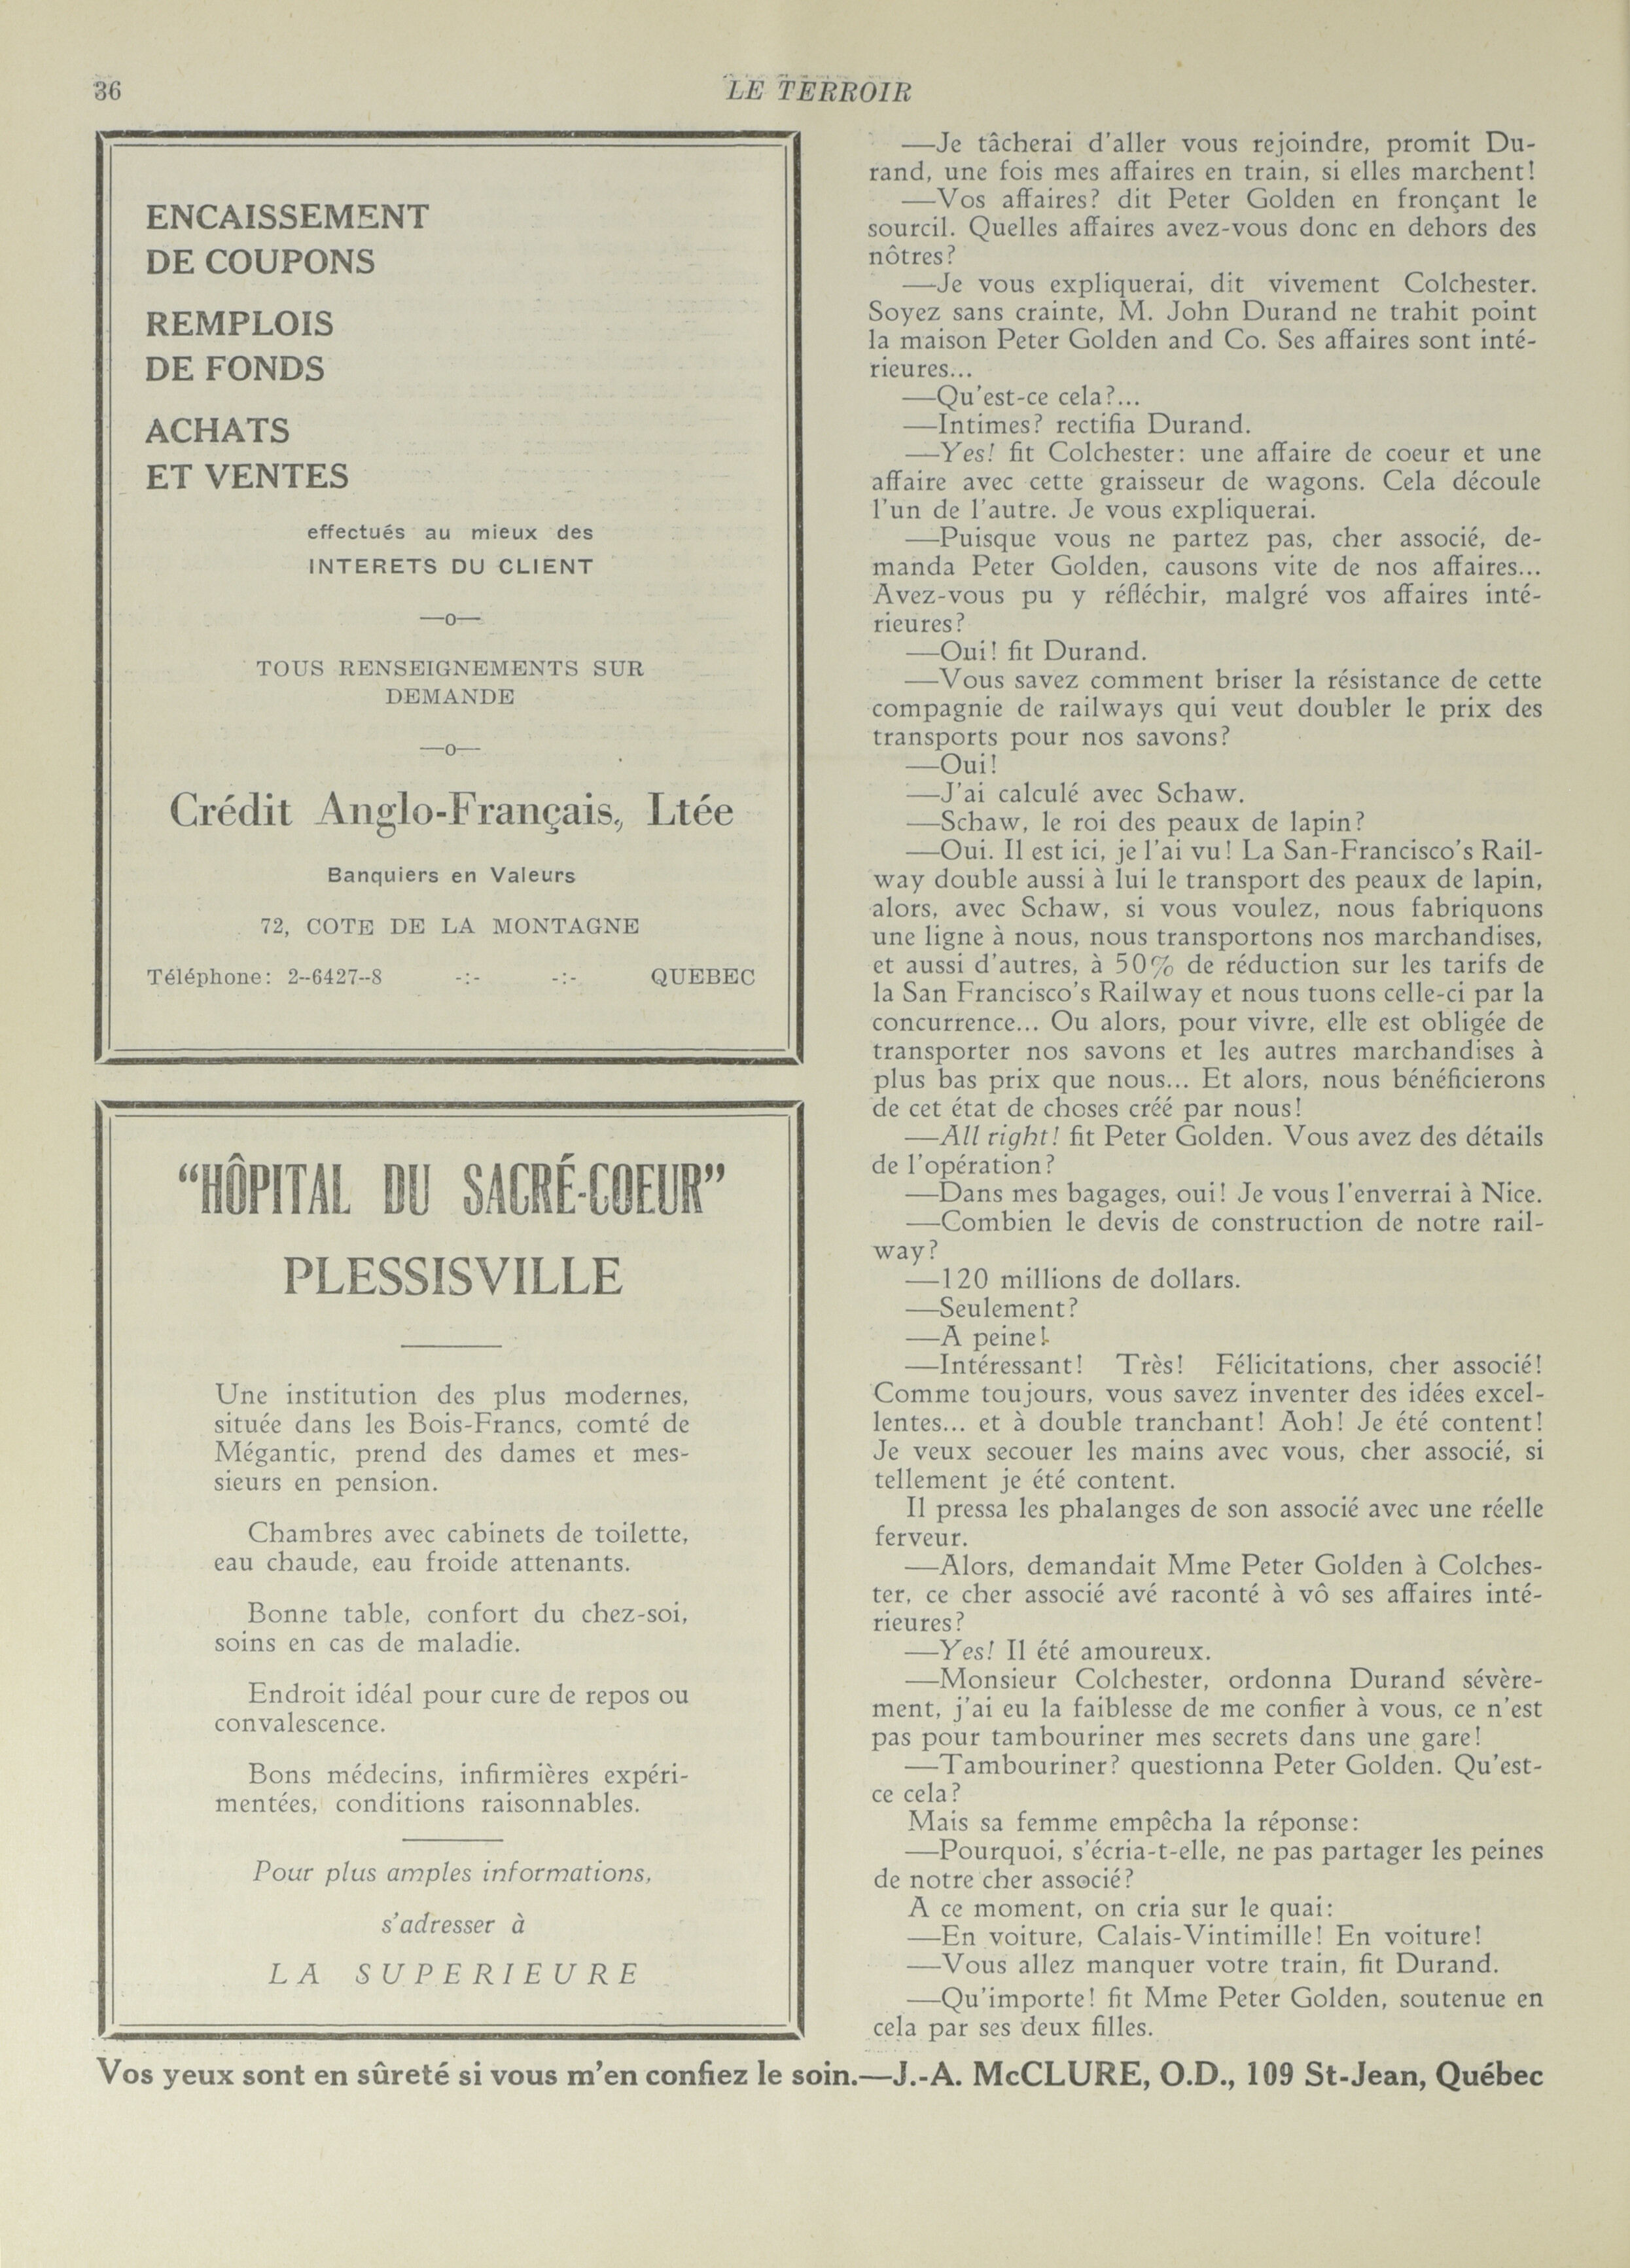 36
LE TERROIR
ENCAISSEMENT
DE COUPONS
REMPLOIS
DE FONDS
ACHATS
ET VENTES
effectués au mieux des
INTERETS DU CLIENT
—o—
TOUS RENSEIGNEMENTS SUR
DEMANDE
—o—
Crédit Anglo-Français, Ltée
Banquiers en Valeurs
72, COTE DE LA MONTAGNE
Téléphone: 2--6427--8 -:- -:- QUEBEC
“HÔPITAL DU SACRÉ-COEUR”
PLESSISVILLE
Une institution des plus modernes,
située dans les Bois-Francs, comté de
Mégantic, prend des dames et mes-
sieurs en pension.
Chambres avec cabinets de toilette,
eau chaude, eau froide attenants.
Bonne table, confort du chez-soi,
soins en cas de maladie.
Endroit idéal pour cure de repos ou
convalescence.
Bons médecins, infirmières expéri-
mentées, conditions raisonnables.
Pour plus amples informations,
s'adresser à
LA SUPERIEURE
—Je tâcherai d'aller vous rejoindre, promit Du-
rand, une fois mes affaires en train, si elles marchent!
—Vos affaires? dit Peter Golden en fronçant le
sourcil. Quelles affaires avez-vous donc en dehors des
nôtres?
—Je vous expliquerai, dit vivement Colchester.
Soyez sans crainte, M. John Durand ne trahit point
la maison Peter Golden and Co. Ses affaires sont inté-
rieures...
—Qu'est-ce cela?...
—Intimes? rectifia Durand.
—Yes! fit Colchester: une affaire de coeur et une
affaire avec cette graisseur de wagons. Cela découle
l'un de l'autre. Je vous expliquerai.
—Puisque vous ne partez pas, cher associé, de-
manda Peter Golden, causons vite de nos affaires...
Avez-vous pu y réfléchir, malgré vos affaires inté-
rieures?
—Oui! fit Durand.
—Vous savez comment briser la résistance de cette
compagnie de railways qui veut doubler le prix des
transports pour nos savons?
—Oui!
—J'ai calculé avec Schaw.
—Schaw, le roi des peaux de lapin?
—Oui. Il est ici, je l'ai vu! La San-Francisco's Rail-
way double aussi à lui le transport des peaux de lapin,
alors, avec Schaw, si vous voulez, nous fabriquons
une ligne à nous, nous transportons nos marchandises,
et aussi d'autres, à 50% de réduction sur les tarifs de
la San Francisco's Railway et nous tuons celle-ci par la
concurrence... Ou alors, pour vivre, elle est obligée de
transporter nos savons et les autres marchandises à
plus bas prix que nous... Et alors, nous bénéficierons
de cet état de choses créé par nous!
—All right! fit Peter Golden. Vous avez des détails
de l'opération?
—Dans mes bagages, oui! Je vous l'enverrai à Nice.
—Combien le devis de construction de notre rail-
way?
—120 millions de dollars.
—Seulement?
—A peine!
—Intéressant! Très! Félicitations, cher associé!
Comme toujours, vous savez inventer des idées excel-
lentes... et à double tranchant! Aoh! Je été content!
Je veux secouer les mains avec vous, cher associé, si
tellement je été content.
Il pressa les phalanges de son associé avec une réelle
ferveur.
—Alors, demandait Mme Peter Golden à Colches-
ter, ce cher associé avé raconté à vô ses affaires inté-
rieures?
—Yes! Il été amoureux.
—Monsieur Colchester, ordonna Durand sévère-
ment, j'ai eu la faiblesse de me confier à vous, ce n'est
pas pour tambouriner mes secrets dans une gare!
—Tambouriner? questionna Peter Golden. Qu'est-
ce cela?
Mais sa femme empêcha la réponse:
—Pourquoi, s'écria-t-elle, ne pas partager les peines
de notre cher associé?
A ce moment, on cria sur le quai:
—En voiture, Calais-Vintimille! En voiture!
—Vous allez manquer votre train, fit Durand.
—Qu'importe! fit Mme Peter Golden, soutenue en
cela par ses deux filles.
Vos yeux sont en sûreté si vous m'en confiez le soin.—J.-A. McCLURE, O.D., 109 St-Jean, Québec